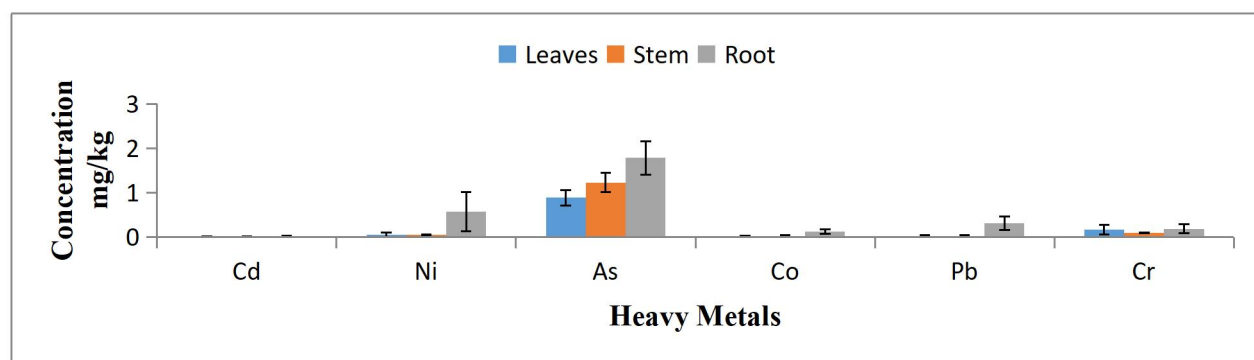 Leaves Stem Root
Concentration
mg/kg
3
2
1
0
Cd Ni As Co Pb Cr
Heavy Metals